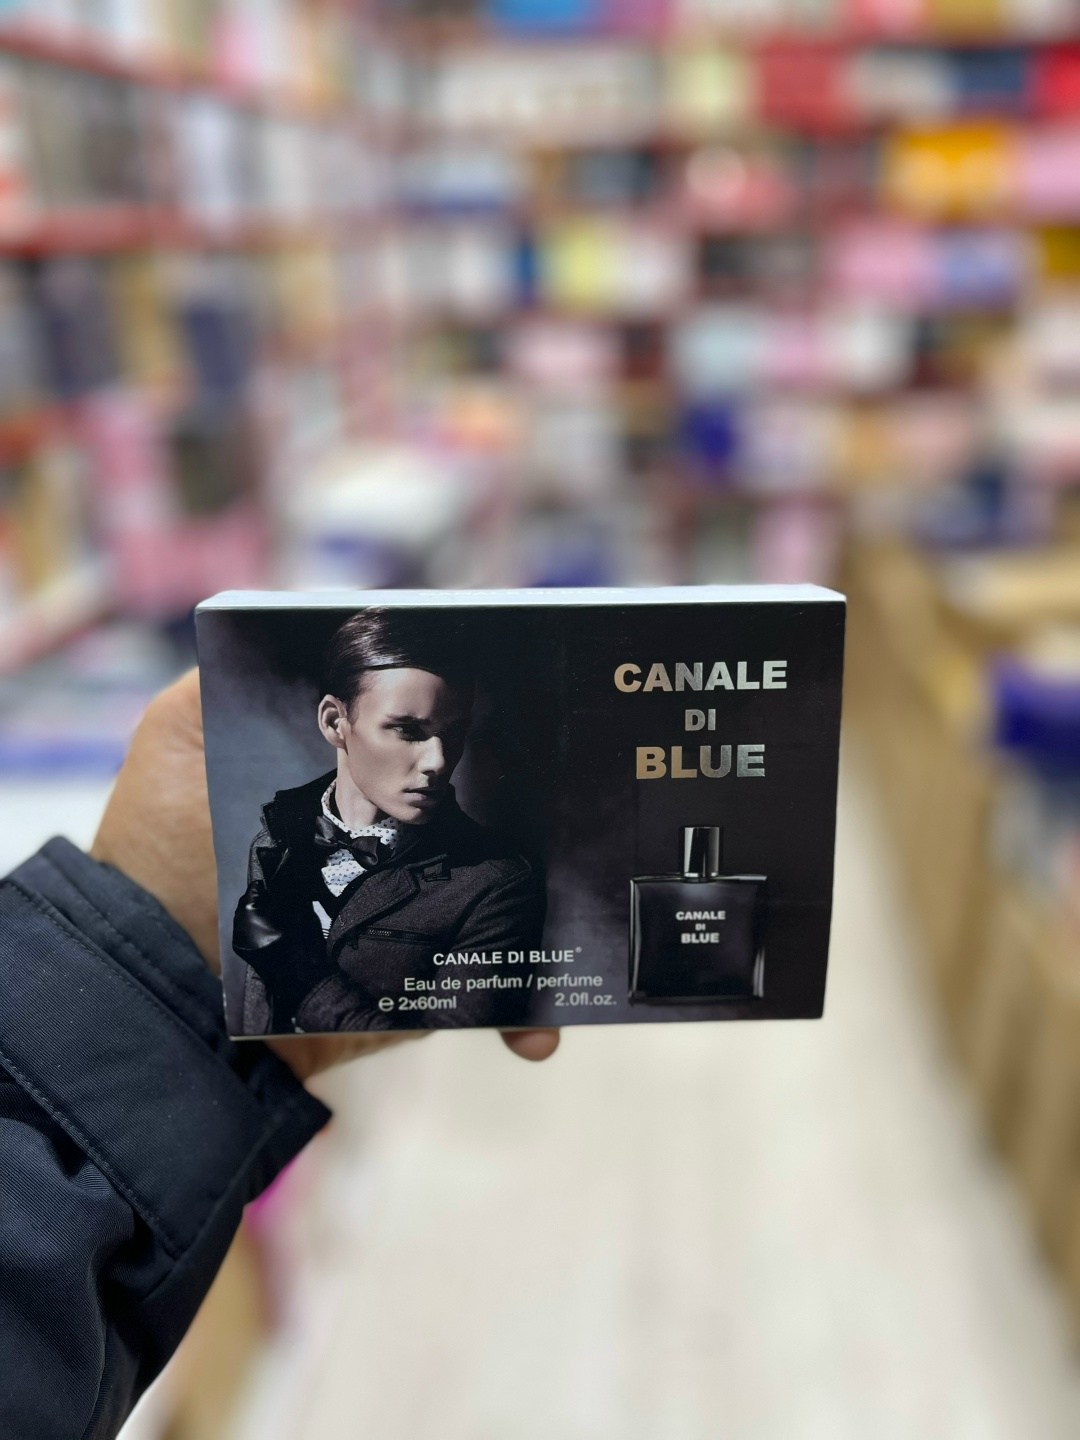 CANALE
DI
BLUE
CANALE
DI
BLUE
CANALE DI BLUE®
Eau de parfum / perfume
℮ 2x60ml 2.0fl.oz.